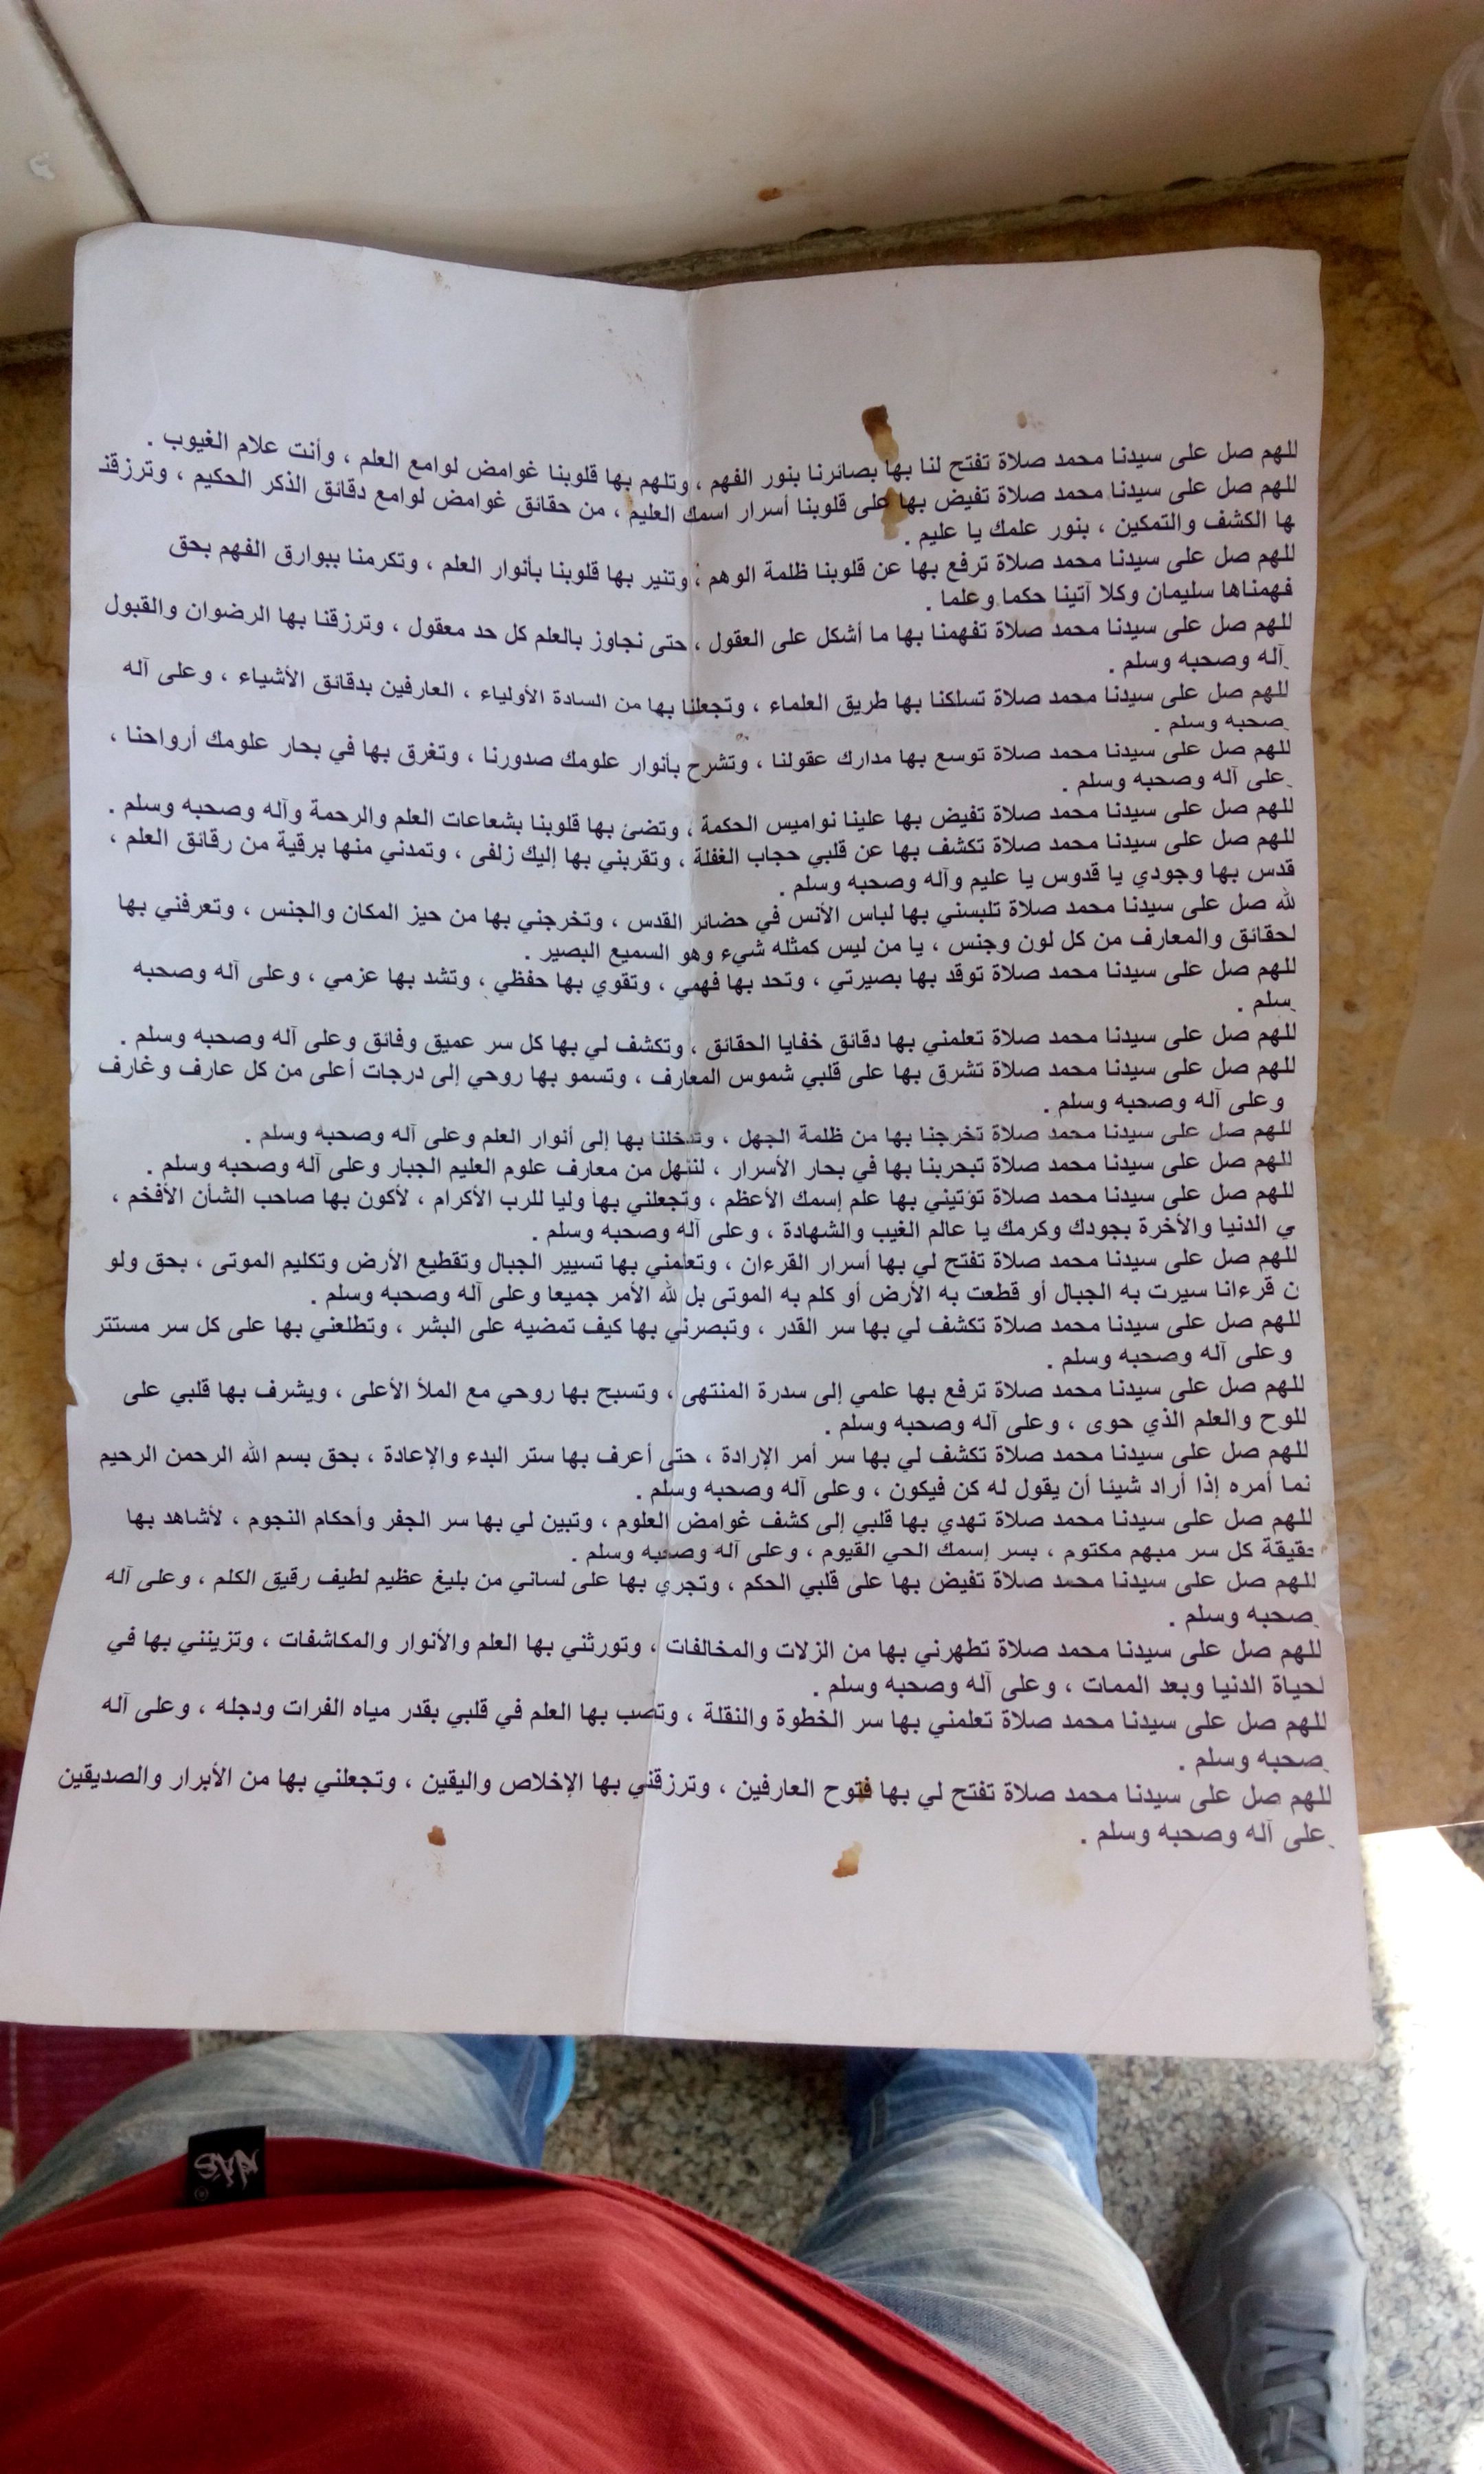 للهم صل على سيدنا محمد صلاة تفتح لنا بها بصائرنا بنور الفهم ، وتلهم بها قلوبنا غوامض لوامع العلم ، وأنت علام الغيوب .
للهم صل على سيدنا محمد صلاة تفيض بها على قلوبنا أسرار اسمك العليم ، من حقائق غوامض لوامع دقائق الذكر الحكيم ، وترزقنـ
ها الكشف والتمكين ، بنور علمك يا عليم .
للهم صل على سيدنا محمد صلاة ترفع بها عن قلوبنا ظلمة الوهم ، وتنير بها قلوبنا بأنوار العلم ، وتكرمنا ببوارق الفهم بحق
فهمناها سليمان وكلا آتينا حكما وعلما .
للهم صل على سيدنا محمد صلاة تفهمنا بها ما أشكل على العقول ، حتى نجاوز بالعلم كل حد معقول ، وترزقنا بها الرضوان والقبول
آله وصحبه وسلم .
للهم صل على سيدنا محمد صلاة تسلكنا بها طريق العلماء ، وتجعلنا بها من السادة الأولياء ، العارفين بدقائق الأشياء ، وعلى آله
صحبه وسلم .
للهم صل على سيدنا محمد صلاة توسع بها مدارك عقولنا ، وتشرح بأنوار علومك صدورنا ، وتغرق بها في بحار علومك أرواحنا ،
على آله وصحبه وسلم .
للهم صل على سيدنا محمد صلاة تفيض بها علينا نواميس الحكمة ، وتضئ بها قلوبنا بشعاعات العلم والرحمة وآله وصحبه وسلم .
للهم صل على سيدنا محمد صلاة تكشف بها عن قلبي حجاب الغفلة ، وتقربني بها إليك زلفى ، وتمدني منها برقية من رقائق العلم ،
قدس بها وجودي يا قدوس يا عليم وآله وصحبه وسلم .
لله صل على سيدنا محمد صلاة تلبسني بها لباس الأنس في حضائر القدس ، وتخرجني بها من حيز المكان والجنس ، وتعرفني بها
لحقائق والمعارف من كل لون وجنس ، يا من ليس كمثله شيء وهو السميع البصير .
للهم صل على سيدنا محمد صلاة توقد بها بصيرتي ، وتحد بها فهمي ، وتقوي بها حفظي ، وتشد بها عزمي ، وعلى آله وصحبه
سلم .
للهم صل على سيدنا محمد صلاة تعلمني بها دقائق خفايا الحقائق ، وتكشف لي بها كل سر عميق وفائق وعلى آله وصحبه وسلم .
للهم صل على سيدنا محمد صلاة تشرق بها على قلبي شموس المعارف ، وتسمو بها روحي إلى درجات أعلى من كل عارف وغارف
وعلى آله وصحبه وسلم .
للهم صل على سيدنا محمد صلاة تخرجنا بها من ظلمة الجهل ، وتدخلنا بها إلى أنوار العلم وعلى آله وصحبه وسلم .
للهم صل على سيدنا محمد صلاة تبحربنا بها في بحار الأسرار ، لننهل من معارف علوم العليم الجبار وعلى آله وصحبه وسلم .
للهم صل على سيدنا محمد صلاة تؤتيني بها علم إسمك الأعظم ، وتجعلني بها وليا للرب الأكرام ، لأكون بها صاحب الشأن الأفخم ،
ي الدنيا والأخرة بجودك وكرمك يا عالم الغيب والشهادة ، وعلى آله وصحبه وسلم .
للهم صل على سيدنا محمد صلاة تفتح لي بها أسرار القرءان ، وتعلمني بها تسيير الجبال وتقطيع الأرض وتكليم الموتى ، بحق ولو
ن قرءانا سيرت به الجبال أو قطعت به الأرض أو كلم به الموتى بل لله الأمر جميعا وعلى آله وصحبه وسلم .
للهم صل على سيدنا محمد صلاة تكشف لي بها سر القدر ، وتبصرني بها كيف تمضيه على البشر ، وتطلعني بها على كل سر مستتر
وعلى آله وصحبه وسلم .
للهم صل على سيدنا محمد صلاة ترفع بها علمي إلى سدرة المنتهى ، وتسبح بها روحي مع الملأ الأعلى ، ويشرف بها قلبي على
للوح والعلم الذي حوى ، وعلى آله وصحبه وسلم .
للهم صل على سيدنا محمد صلاة تكشف لي بها سر أمر الإرادة ، حتى أعرف بها ستر البدء والإعادة ، بحق بسم الله الرحمن الرحيم
نما أمره إذا أراد شيئا أن يقول له كن فيكون ، وعلى آله وصحبه وسلم .
للهم صل على سيدنا محمد صلاة تهدي بها قلبي إلى كشف غوامض العلوم ، وتبين لي بها سر الجفر وأحكام النجوم ، لأشاهد بها
حقيقة كل سر مبهم مكتوم ، بسر إسمك الحي القيوم ، وعلى آله وصحبه وسلم .
للهم صل على سيدنا محمد صلاة تفيض بها على قلبي الحكم ، وتجري بها على لساني من بليغ عظيم لطيف رقيق الكلم ، وعلى آله
صحبه وسلم .
للهم صل على سيدنا محمد صلاة تطهرني بها من الزلات والمخالفات ، وتورثني بها العلم والأنوار والمكاشفات ، وتزينني بها في
لحياة الدنيا وبعد الممات ، وعلى آله وصحبه وسلم .
للهم صل على سيدنا محمد صلاة تعلمني بها سر الخطوة والنقلة ، وتصب بها العلم في قلبي بقدر مياه الفرات ودجله ، وعلى آله
صحبه وسلم .
للهم صل على سيدنا محمد صلاة تفتح لي بها فتوح العارفين ، وترزقني بها الإخلاص واليقين ، وتجعلني بها من الأبرار والصديقين
على آله وصحبه وسلم .